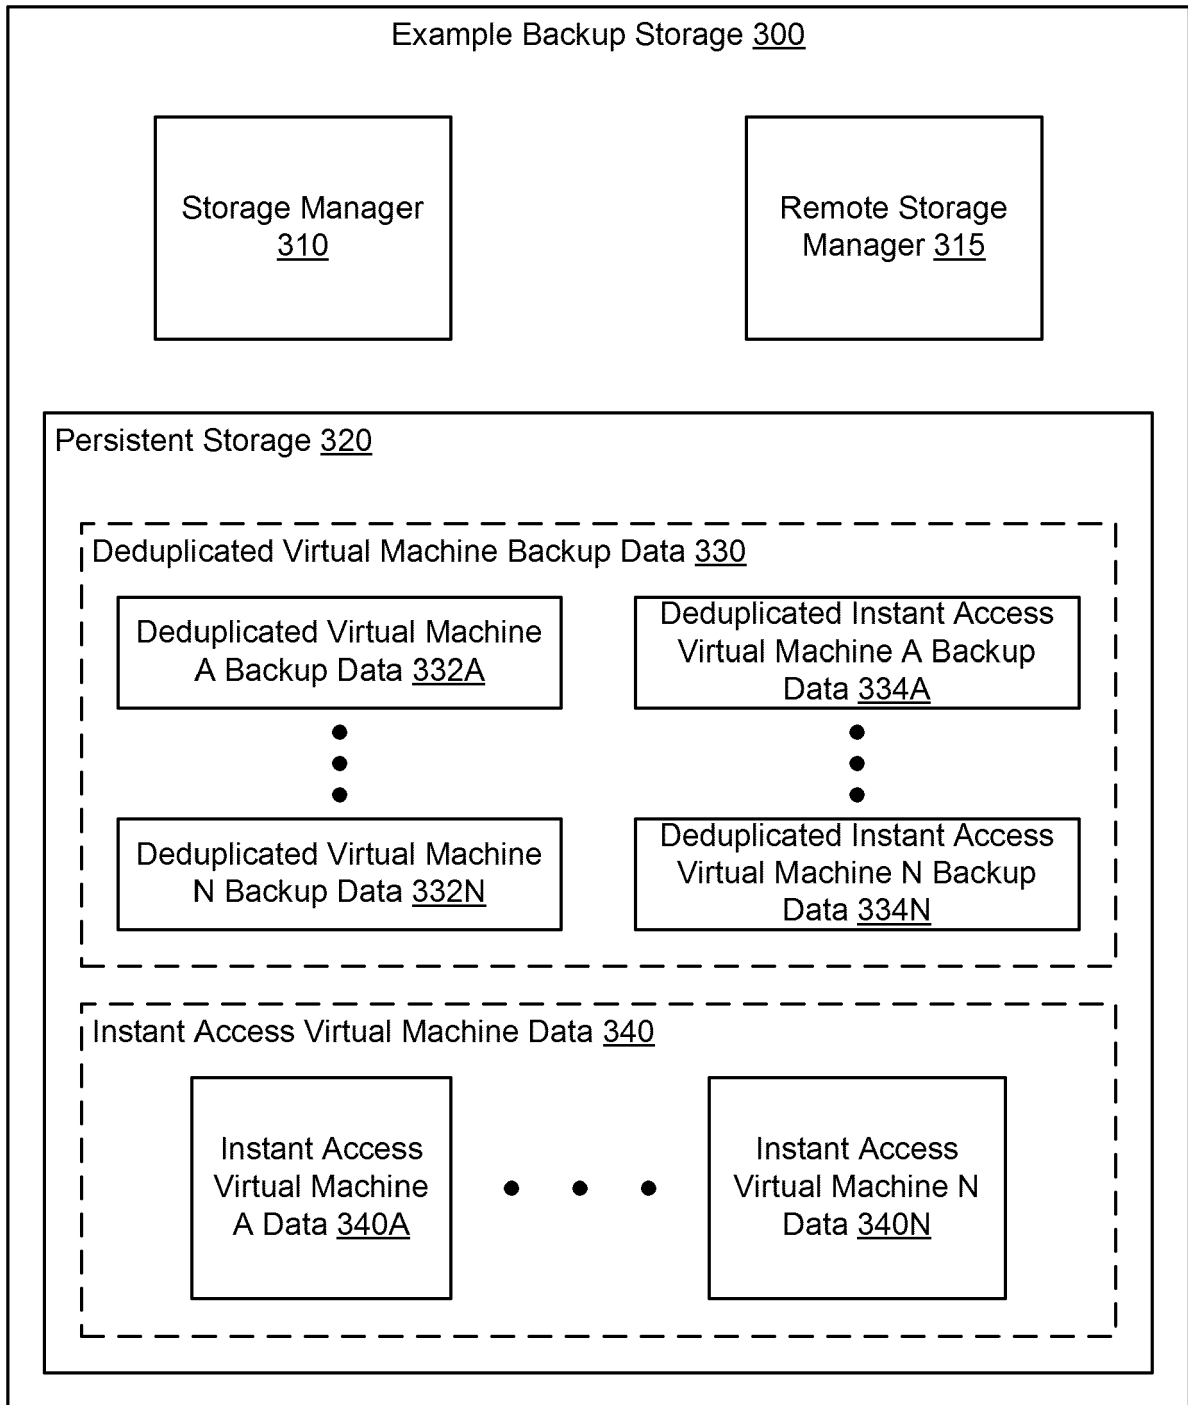 Example Backup Storage 300
Storage Manager
310
Remote Storage
Manager 315
Persistent Storage 320
Deduplicated Virtual Machine Backup Data 330
Deduplicated Virtual Machine
A Backup Data 332A
Deduplicated Instant Access
Virtual Machine A Backup
Data 334A
Deduplicated Virtual Machine
N Backup Data 332N
Deduplicated Instant Access
Virtual Machine N Backup
Data 334N
Instant Access Virtual Machine Data 340
Instant Access
Virtual Machine
A Data 340A
Instant Access
Virtual Machine N
Data 340N